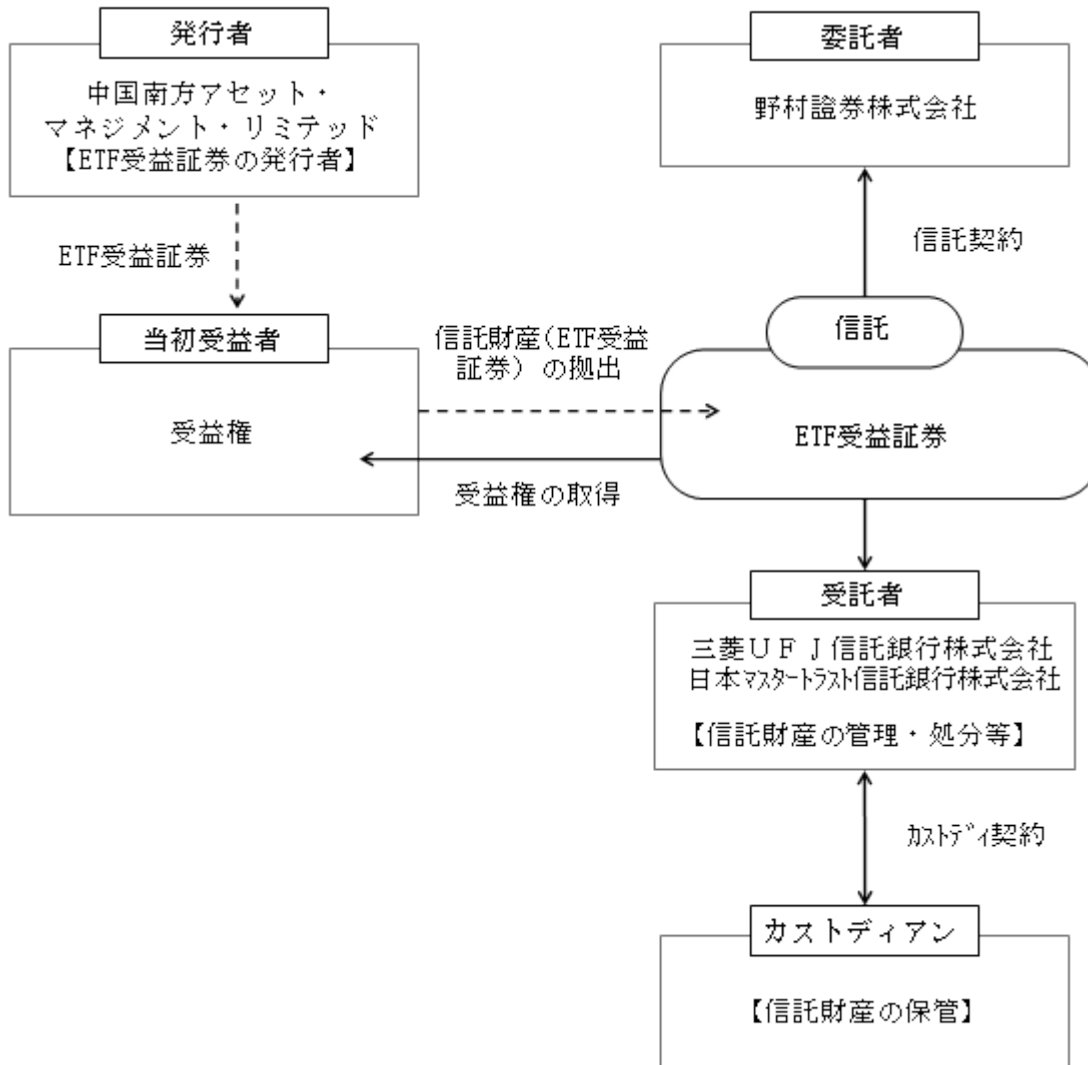 発行者
中国南方アセット・
マネジメント・リミテッド
【ETF受益証券の発行者】
委託者
野村證券株式会社
ETF受益証券
信託契約
当初受益者
受益権
信託財産(ETF受益
証券) の拠出
受益権の取得
信託
ETF受益証券
受託者
三菱UFJ信託銀行株式会社
日本ﾏｽﾀｰﾄﾗｽﾄ信託銀行株式会社
【信託財産の管理・処分等】
ｶｽﾄﾃﾞｨ契約
カストディアン
【信託財産の保管】